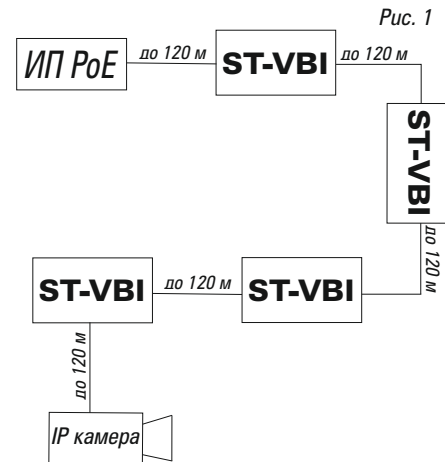 Рис. 1
ИП PoE
до 120 м
ST-VBI
до 120 м
ST-VBI
до 120 м
ST-VBI
до 120 м
ST-VBI
до 120 м
IP камера